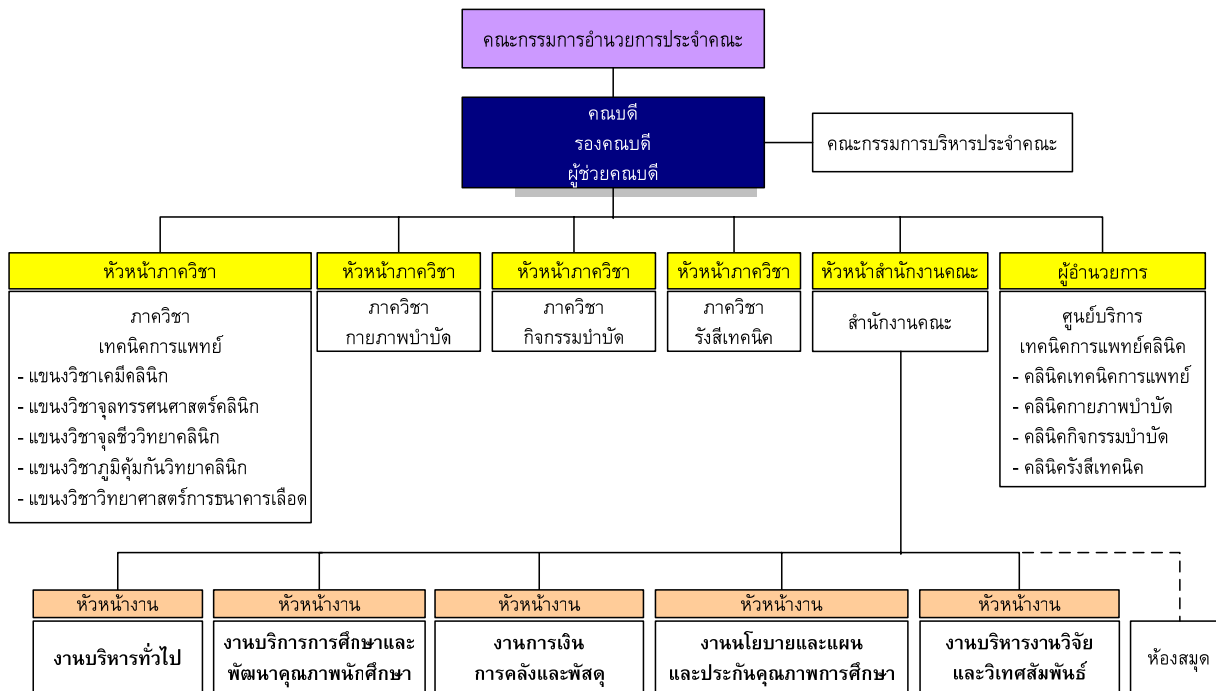 คณะกรรมการอำนวยการประจำคณะ
คณบดี
รองคณบดี
ผู้ช่วยคณบดี
คณะกรรมการบริหารประจำคณะ
หัวหน้าภาควิชา
ภาควิชา
เทคนิคการแพทย์
- แขนงวิชาเคมีคลินิก
- แขนงวิชาจุลทรรศนศาสตร์คลินิก
- แขนงวิชาจุลชีววิทยาคลินิก
- แขนงวิชาภูมิคุ้มกันวิทยาคลินิก
- แขนงวิชาวิทยาศาสตร์การธนาคารเลือด
หัวหน้าภาควิชา
ภาควิชา
กายภาพบำบัด
หัวหน้าภาควิชา
ภาควิชา
กิจกรรมบำบัด
หัวหน้าภาควิชา
ภาควิชา
รังสีเทคนิค
หัวหน้าสำนักงานคณะ
สำนักงานคณะ
ผู้อำนวยการ
ศูนย์บริการ
เทคนิคการแพทย์คลินิค
- คลินิคเทคนิคการแพทย์
- คลินิคกายภาพบำบัด
- คลินิคกิจกรรมบำบัด
- คลินิครังสีเทคนิค
หัวหน้างาน
งานบริหารทั่วไป
หัวหน้างาน
งานบริการการศึกษาและ
พัฒนาคุณภาพนักศึกษา
หัวหน้างาน
งานการเงิน
การคลังและพัสดุ
หัวหน้างาน
งานนโยบายและแผน
และประกันคุณภาพการศึกษา
หัวหน้างาน
งานบริหารงานวิจัย
และวิเทศสัมพันธ์
ห้องสมุด